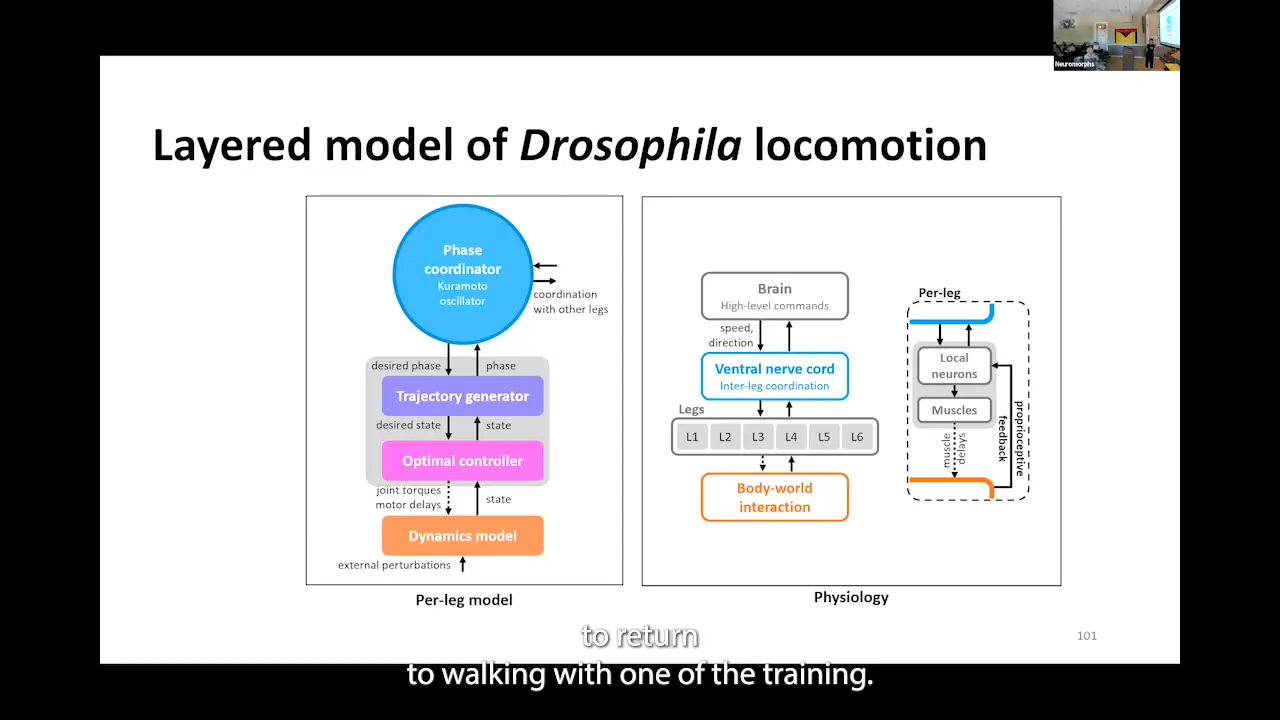 Neuromorphs
Layered model of Drosophila locomotion
Phase
coordinator
Kuramoto
oscillator
coordination
with other legs
desired phase
phase
Trajectory generator
desired state
state
Optimal controller
joint torques
motor delays
state
Dynamics model
external perturbations
Per-leg model
Brain
High-level commands
speed,
direction
Ventral nerve cord
Inter-leg coordination
Legs
L1 L2 L3 L4 L5 L6
Body-world
interaction
Per-leg
Local
neurons
Muscles
muscle
delays
proprioceptive
feedback
Physiology
101
to return
to walking with one of the training.